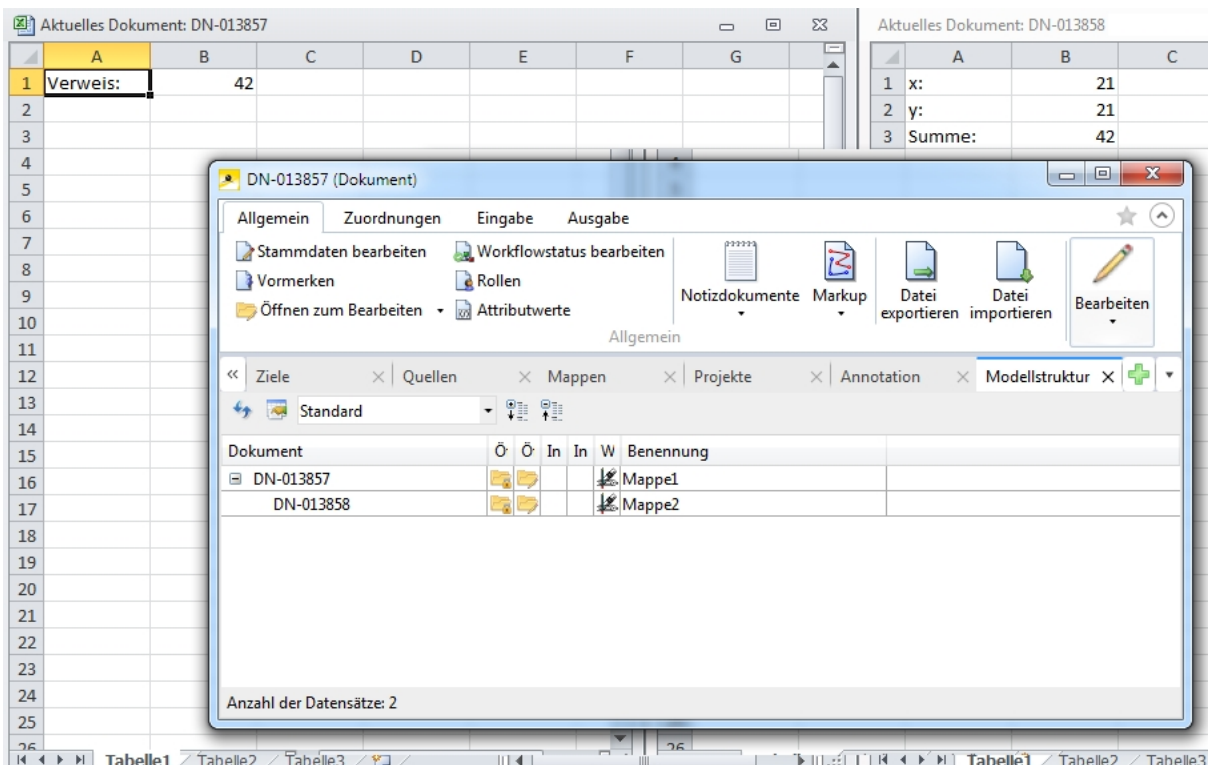 Aktuelles Dokument: DN-013857
A B C D E F G
1 Verweis: 42
2
3
4
5
6
7
8
9
10
11
12
13
14
15
16
17
18
19
20
21
22
23
24
25
26
Tabelle1 Tabelle2 Tabelle3
Aktuelles Dokument: DN-013858
A B C
1 x: 21
2 y: 21
3 Summe: 42
26
Tabelle1 Tabelle2 Tabelle3
DN-013857 (Dokument)
Allgemein Zuordnungen Eingabe Ausgabe
Stammdaten bearbeiten Workflowstatus bearbeiten
Vormerken Rollen
Öffnen zum Bearbeiten Attributwerte
Notizdokumente Markup
Datei exportieren
Datei importieren
Bearbeiten
Allgemein
Ziele Quellen Mappen Projekte Annotation Modellstruktur
Standard
Dokument Ö Ö In In W Benennung
DN-013857 Mappe1
DN-013858 Mappe2
Anzahl der Datensätze: 2